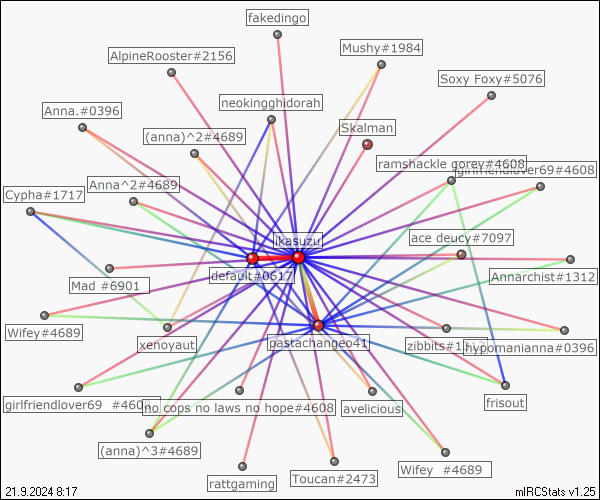 fakedingo
Mushy#1984
AlpineRooster#2156
Soxy Foxy#5076
neokingghidorah
Anna.#0396
Skalman
(anna)^2#4689
ramshackle gorey#4608
girlfriendlover69#4608
Anna^2#4689
Cypha#1717
ikasuzu
ace deucy#7097
default#0617
Annarchist#1312
Mad #6901
Wifey#4689
pastachangeo41
xenoyaut
zibbits#1
hypomanianna#0396
girlfriendlover69 #4608
no cops no laws no hope#4608
avelicious
frisout
(anna)^3#4689
Wifey #4689
Toucan#2473
rattgaming
21.9.2024 8:17
mIRCStats v1.25